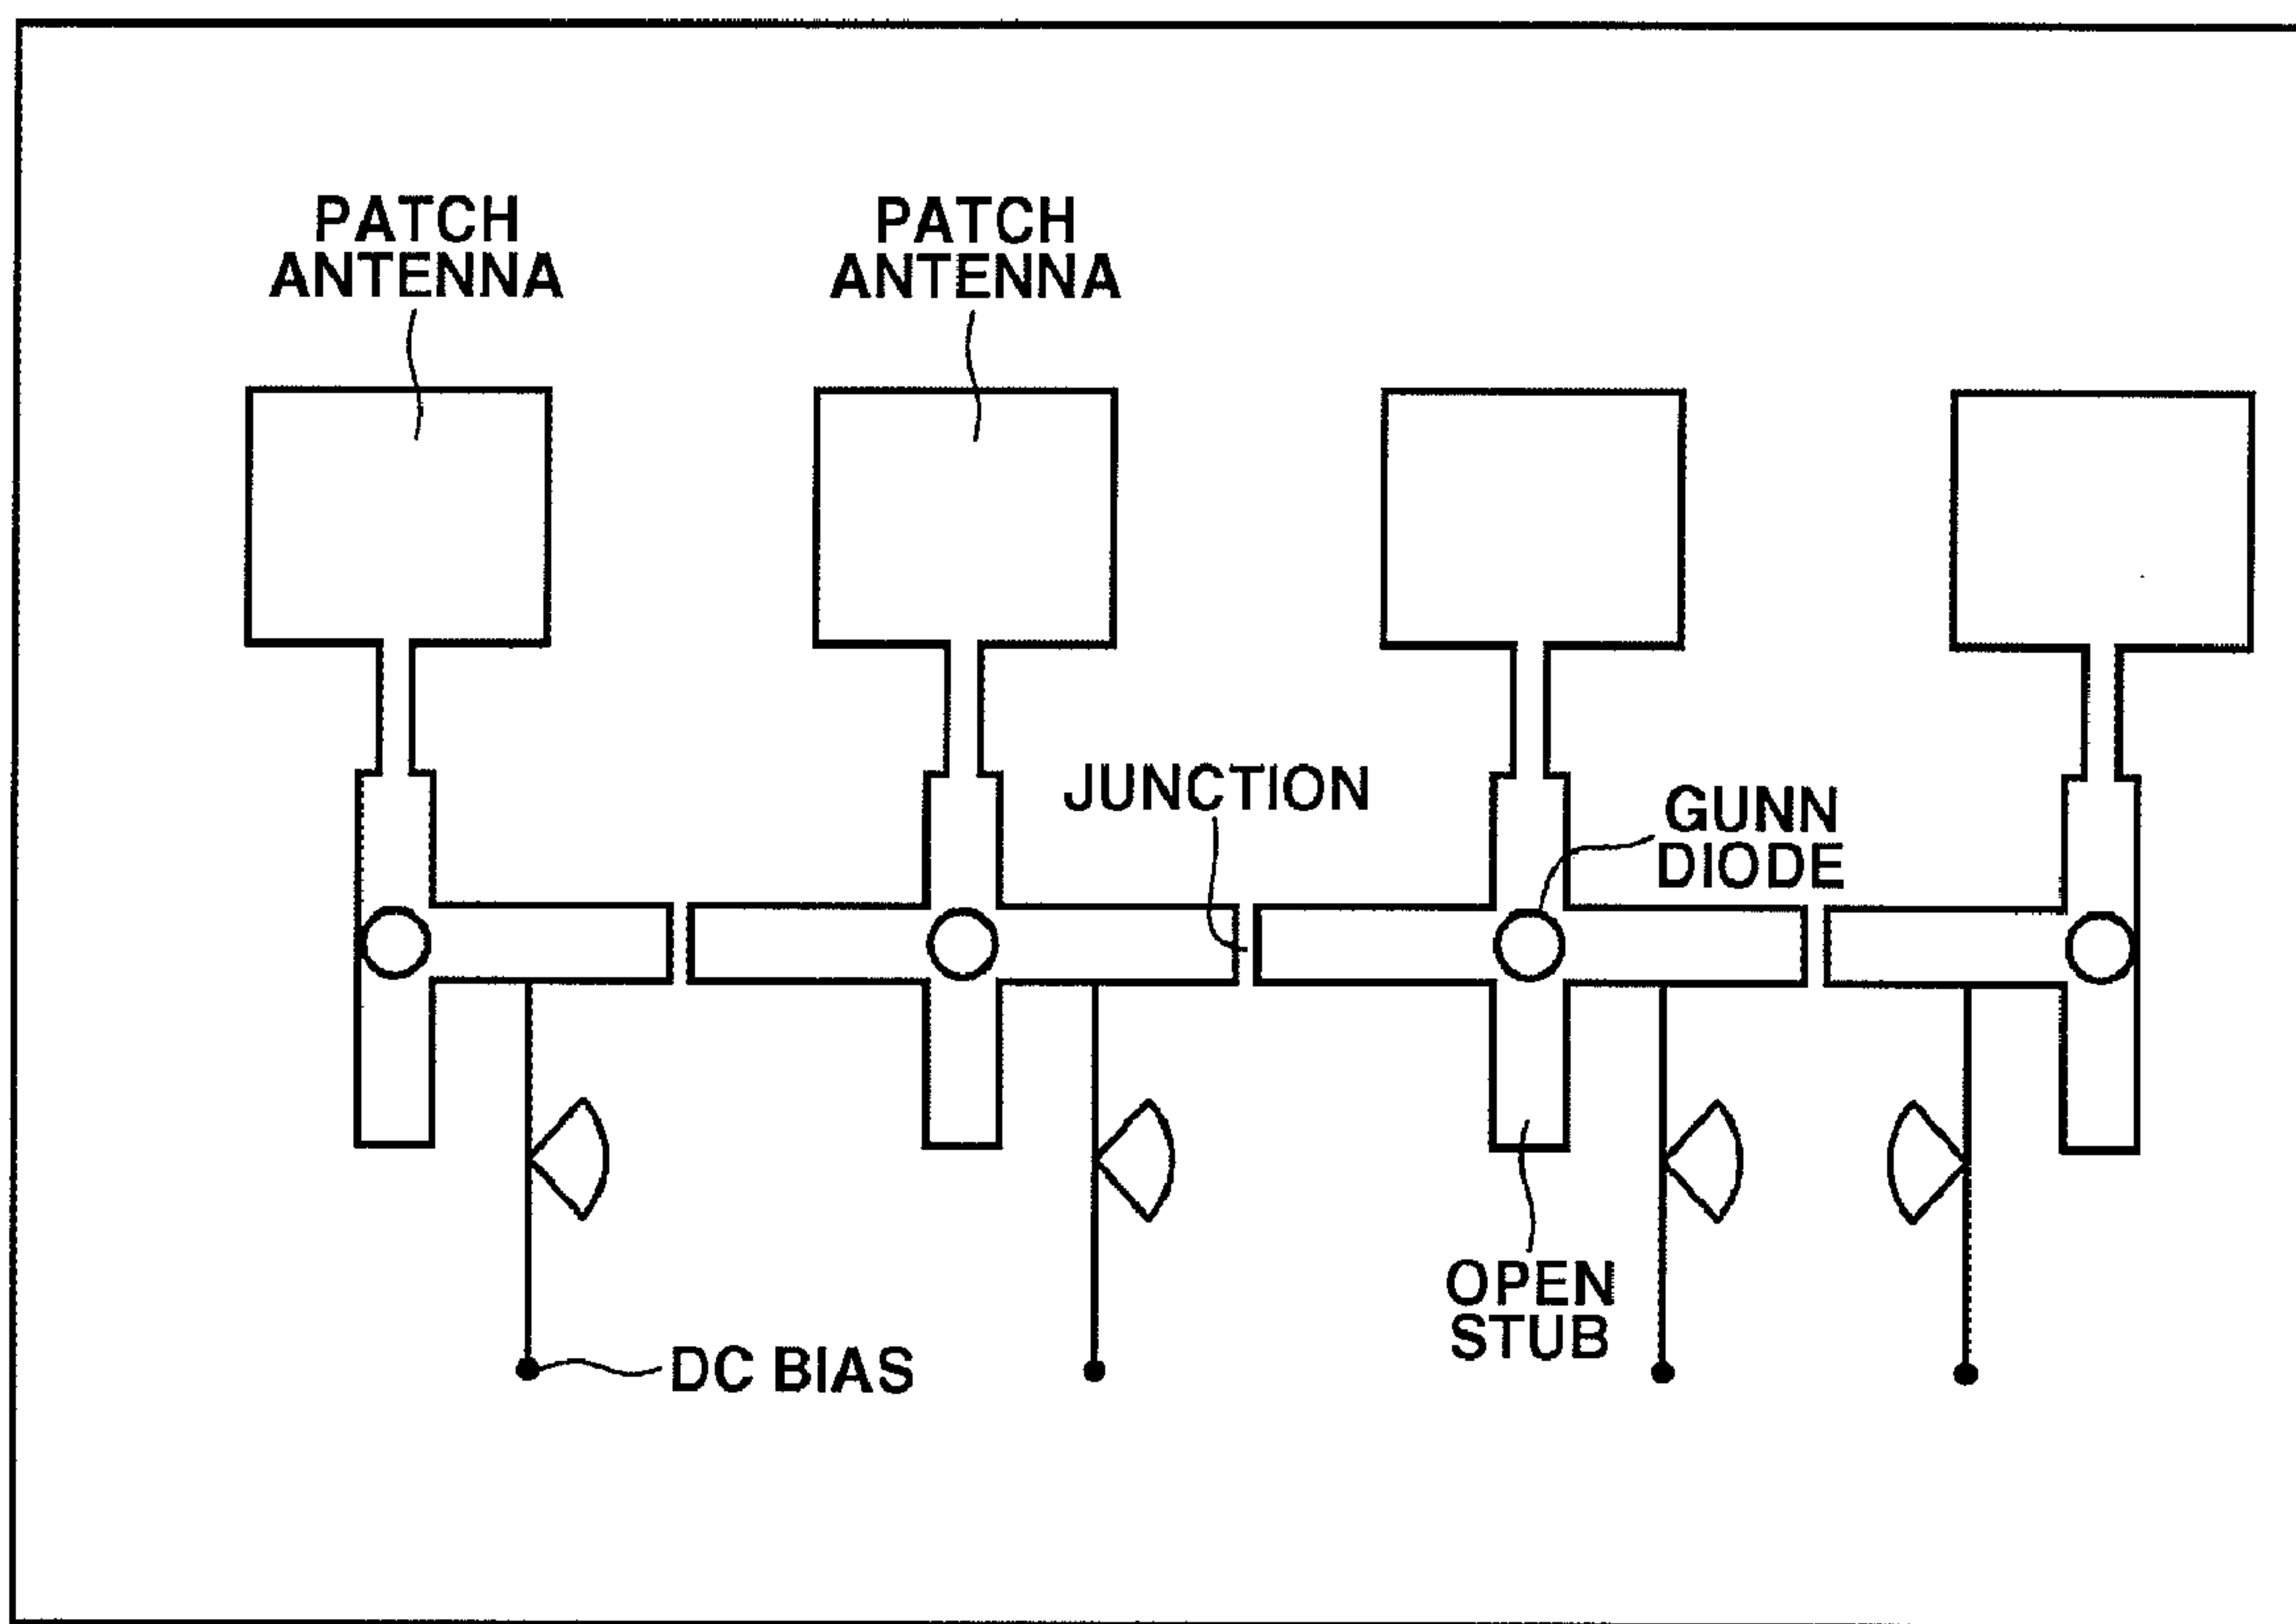 PATCH
ANTENNA
PATCH
ANTENNA
JUNCTION
GUNN
DIODE
OPEN
STUB
DC BIAS